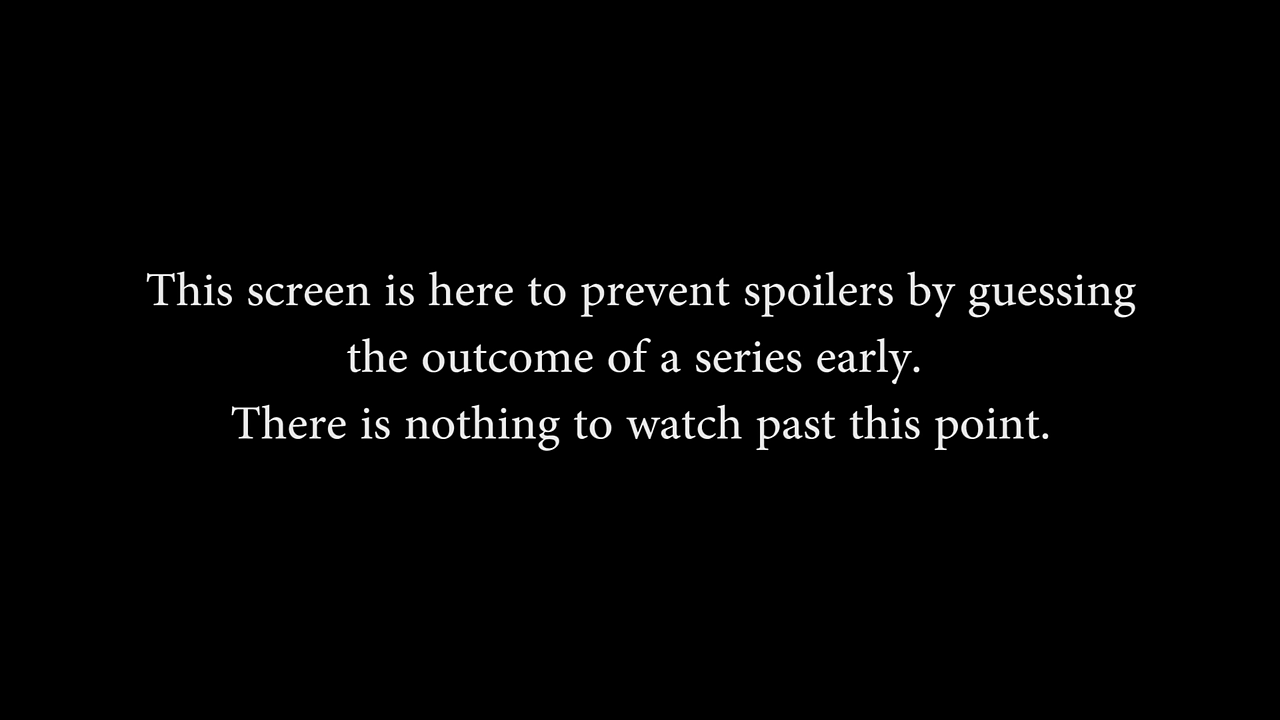 This screen is here to prevent spoilers by guessing
the outcome of a series early.
There is nothing to watch past this point.